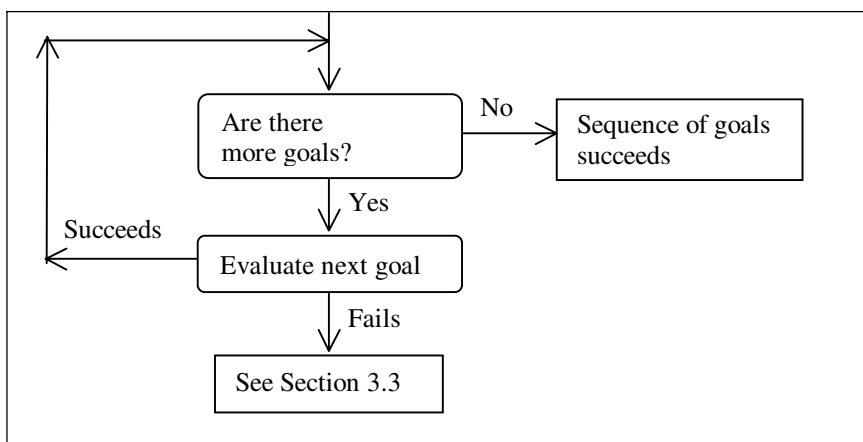 Are there
more goals?
No
Sequence of goals
succeeds
Yes
Succeeds
Evaluate next goal
Fails
See Section 3.3